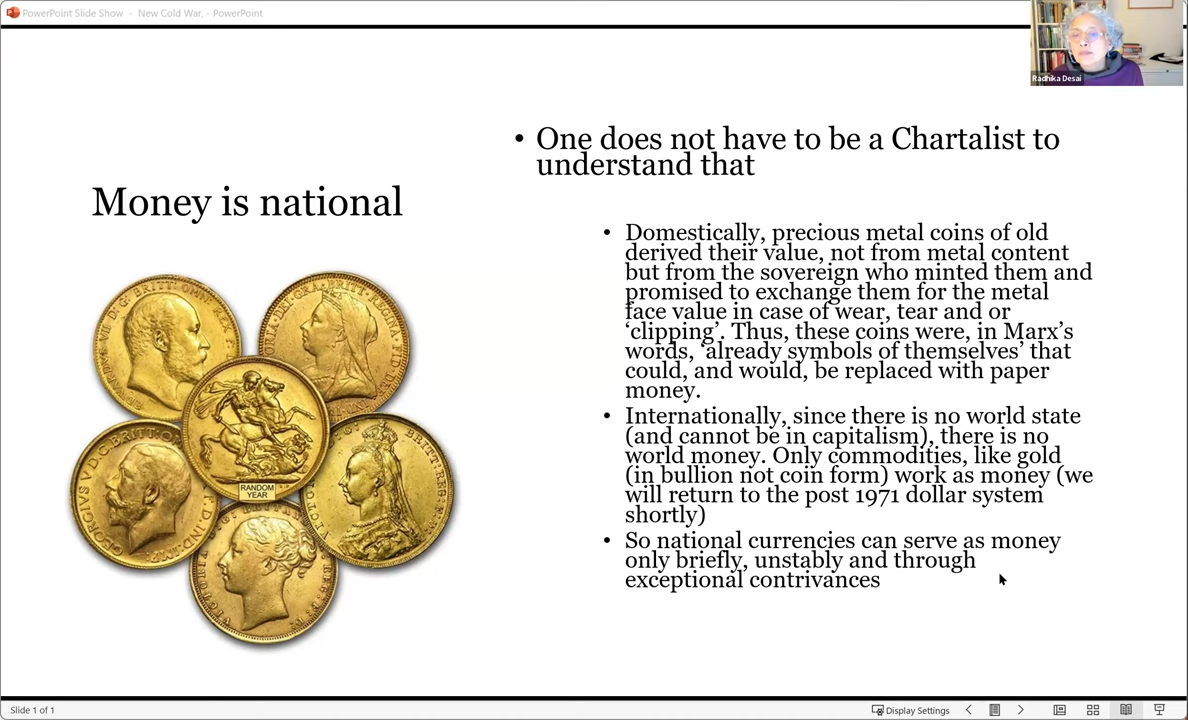 PowerPoint Slide Show - New Cold War, - PowerPoint
Radhika Desai
Money is national
• One does not have to be a Chartalist to
understand that
• Domestically, precious metal coins of old
derived their value, not from metal content
but from the sovereign who minted them and
promised to exchange them for the metal
face value in case of wear, tear and or
‘clipping’. Thus, these coins were, in Marx’s
words, ‘already symbols of themselves’ that
could, and would, be replaced with paper
money.
• Internationally, since there is no world state
(and cannot be in capitalism), there is no
world money. Only commodities, like gold
(in bullion not coin form) work as money (we
will return to the post 1971 dollar system
shortly)
• So national currencies can serve as money
only briefly, unstably and through
exceptional contrivances
RANDOM
YEAR
Slide 1 of 1
Display Settings